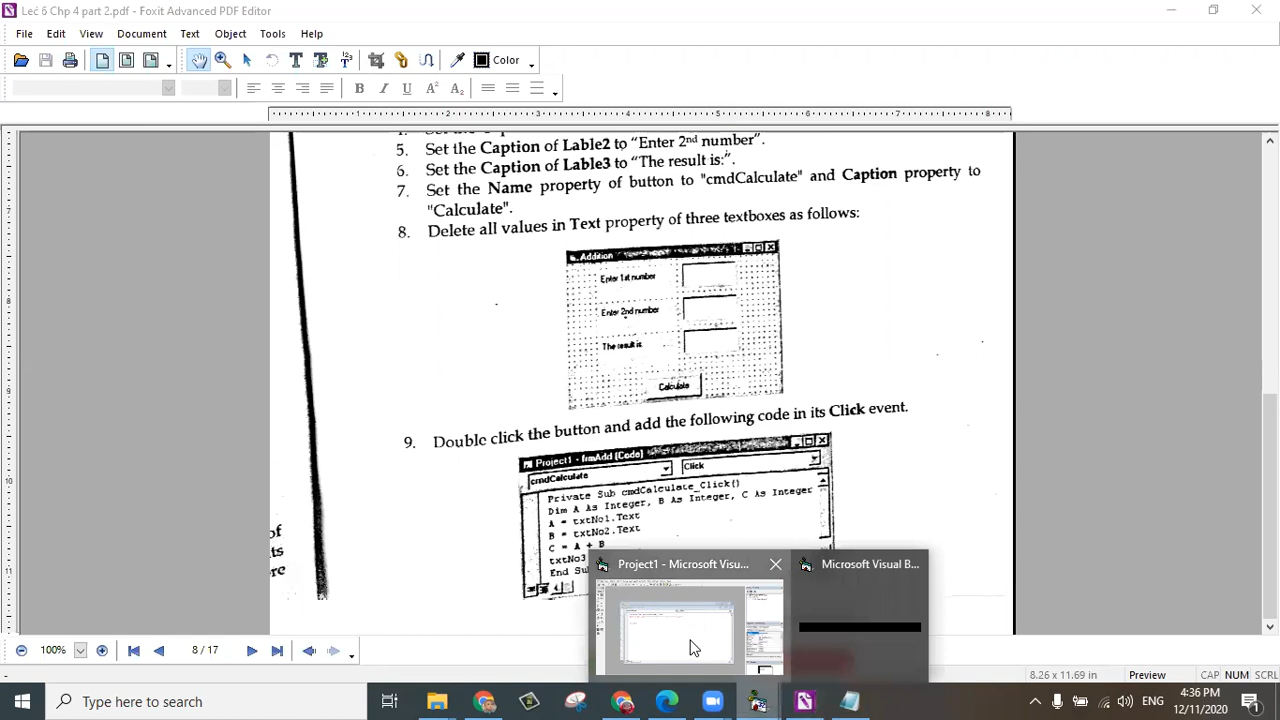 Lec 6 Chp 4 part 2.pdf - Foxit Advanced PDF Editor
File Edit View Document Text Object Tools Help
Color
5. Set the Caption of Lable2 to "Enter 2nd number".
6. Set the Caption of Lable3 to "The result is:".
7. Set the Name property of button to "cmdCalculate" and Caption property to
"Calculate".
8. Delete all values in Text property of three textboxes as follows:
Addition
Enter 1st number
Enter 2nd number
The result is
Calculate
9. Double click the button and add the following code in its Click event.
Project1 - frmAdd (Code)
cmdCalculate Click
Private Sub cmdCalculate_Click()
Dim A As Integer, B As Integer, C As Integer
A = txtNo1.Text
B = txtNo2.Text
C = A + B
txtNo3
End Su
of
ts
re
Project1 - Microsoft Visu... Microsoft Visual B...
8.26 x 11.69 in Preview CAP NUM SCRL
Type here to search
ENG
4:36 PM
12/11/2020